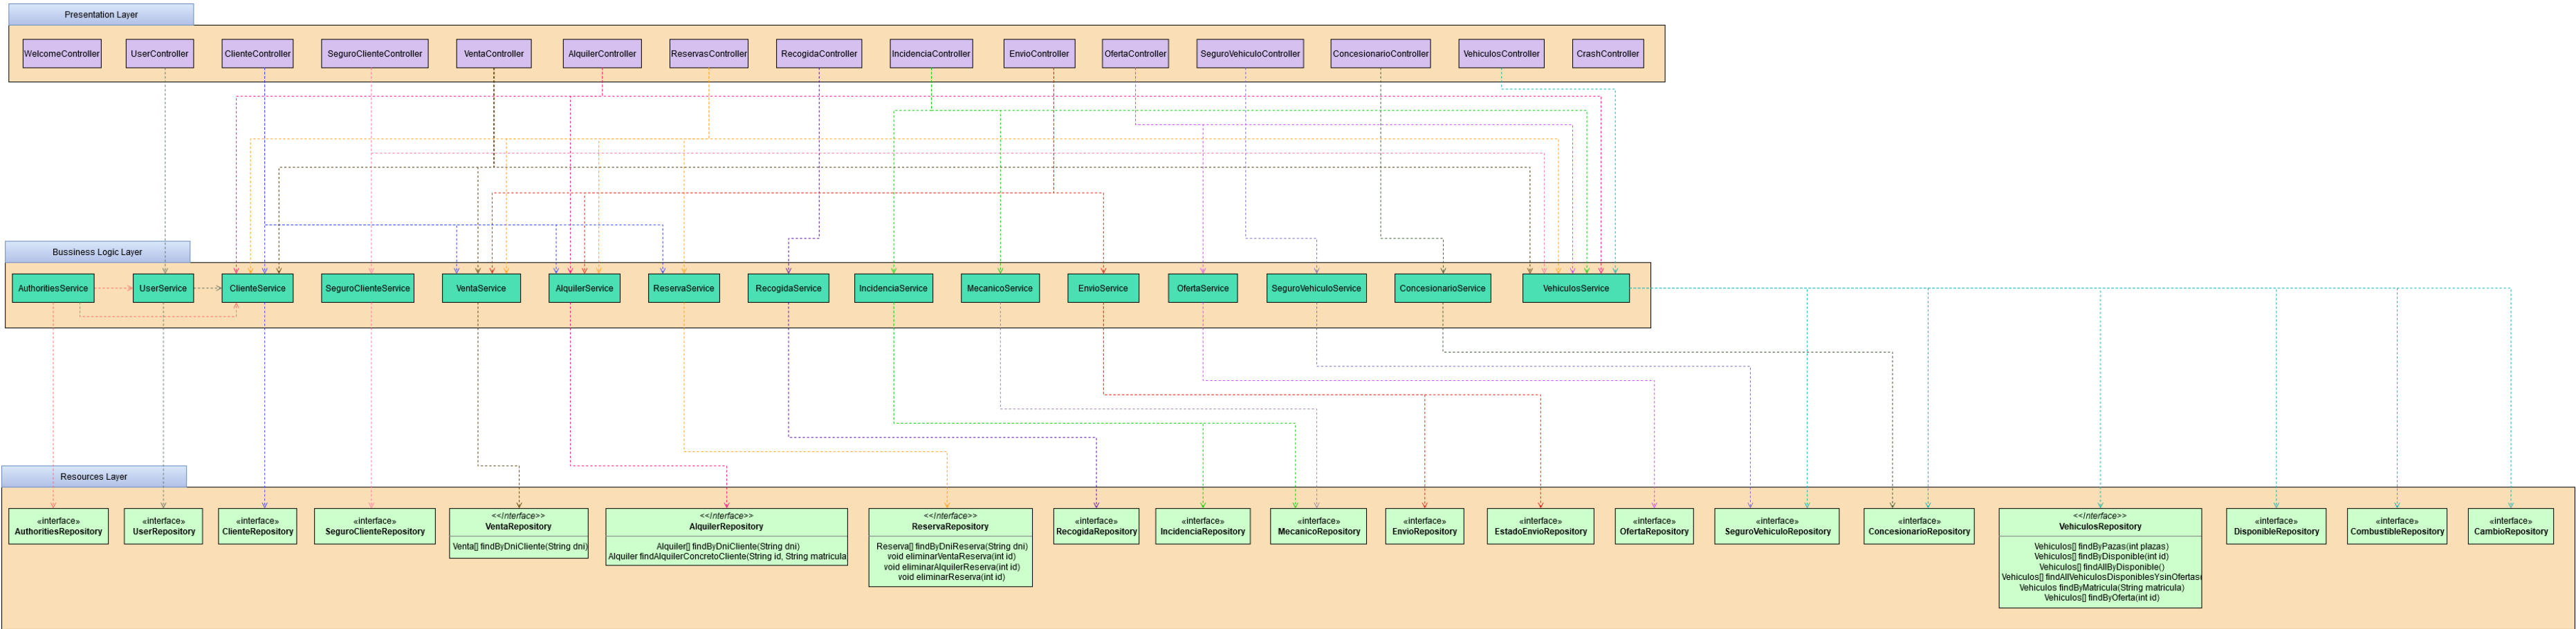 Presentation Layer
WelcomeController
UserController
ClienteController
SeguroClienteController
VentaController
AlquilerController
ReservasController
RecogidaController
IncidenciaController
EnvioController
OfertaController
SeguroVehiculoController
ConcesionarioController
VehiculosController
CrashController
Bussiness Logic Layer
AuthoritiesService
UserService
ClienteService
SeguroClienteService
VentaService
AlquilerService
ReservaService
RecogidaService
IncidenciaService
MecanicoService
EnvioService
OfertaService
SeguroVehiculoService
ConcesionarioService
VehiculosService
Resources Layer
«interface»
AuthoritiesRepository
«interface»
UserRepository
«interface»
ClienteRepository
«interface»
SeguroClienteRepository
<<Interface>>
VentaRepository
Venta[] findByDniCliente(String dni)
<<Interface>>
AlquilerRepository
Alquiler[] findByDniCliente(String dni)
Alquiler findAlquilerConcretoCliente(String id, String matricula
<<Interface>>
ReservaRepository
Reserva[] findByDniReserva(String dni)
void eliminarVentaReserva(int id)
void eliminarAlquilerReserva(int id)
void eliminarReserva(int id)
«interface»
RecogidaRepository
«interface»
IncidenciaRepository
«interface»
MecanicoRepository
«interface»
EnvioRepository
«interface»
EstadoEnvioRepository
«interface»
OfertaRepository
«interface»
SeguroVehiculoRepository
«interface»
ConcesionarioRepository
<<Interface>>
VehiculosRepository
Vehiculos[] findByPazas(int plazas)
Vehiculos[] findByDisponible(int id)
Vehiculos[] findAllByDisponible()
Vehiculos[] findAllVehiculosDisponiblesYsinOfertas(
Vehiculos findByMatricula(String matricula)
Vehiculos[] findByOferta(int id)
«interface»
DisponibleRepository
«interface»
CombustibleRepository
«interface»
CambioRepository